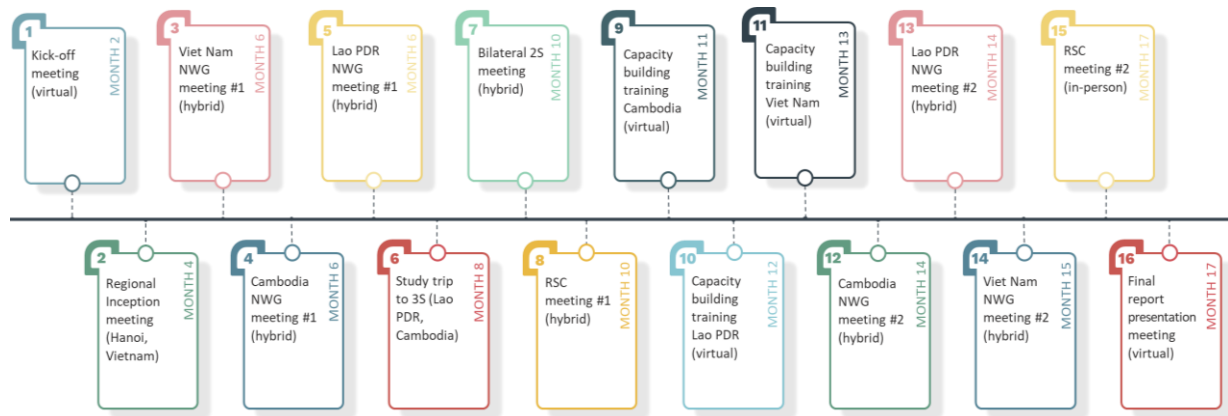 1
Kick-off
meeting
(virtual)
MONTH 2
3
Viet Nam
NWG
meeting #1
(hybrid)
MONTH 6
5
Lao PDR
NWG
meeting #1
(hybrid)
MONTH 6
7
Bilateral 2S
meeting
(hybrid)
MONTH 10
9
Capacity
building
training
Cambodia
(virtual)
MONTH 11
11
Capacity
building
training
Viet Nam
(virtual)
MONTH 13
13
Lao PDR
NWG
meeting #2
(hybrid)
MONTH 14
15
RSC
meeting #2
(in-person)
MONTH 17
2
Regional
Inception
meeting
(Hanoi,
Vietnam)
MONTH 4
4
Cambodia
NWG
meeting #1
(hybrid)
MONTH 6
6
Study trip
to 3S (Lao
PDR,
Cambodia)
MONTH 8
8
RSC
meeting #1
(hybrid)
MONTH 10
10
Capacity
building
training
Lao PDR
(virtual)
MONTH 12
12
Cambodia
NWG
meeting #2
(hybrid)
MONTH 14
14
Viet Nam
NWG
meeting #2
(hybrid)
MONTH 15
16
Final
report
presentation
meeting
(virtual)
MONTH 17